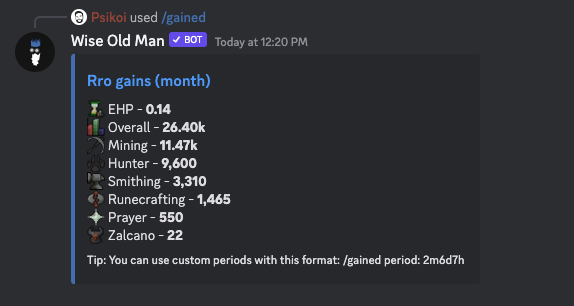 Psikoi used /gained
Wise Old Man BOT Today at 12:20 PM
Rro gains (month)
EHP - 0.14
Overall - 26.40k
Mining - 11.47k
Hunter - 9,600
Smithing - 3,310
Runecrafting - 1,465
Prayer - 550
Zalcano - 22
Tip: You can use custom periods with this format: /gained period: 2m6d7h